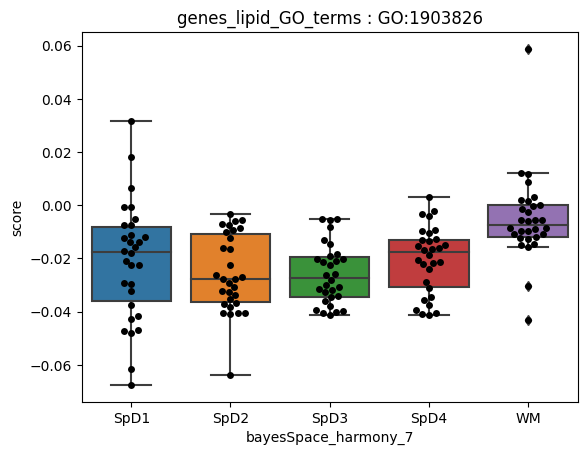 genes_lipid_GO_terms : GO:1903826
0.06
0.04
0.02
0.00
−0.02
−0.04
−0.06
score
SpD1 SpD2 SpD3 SpD4 WM
bayesSpace_harmony_7